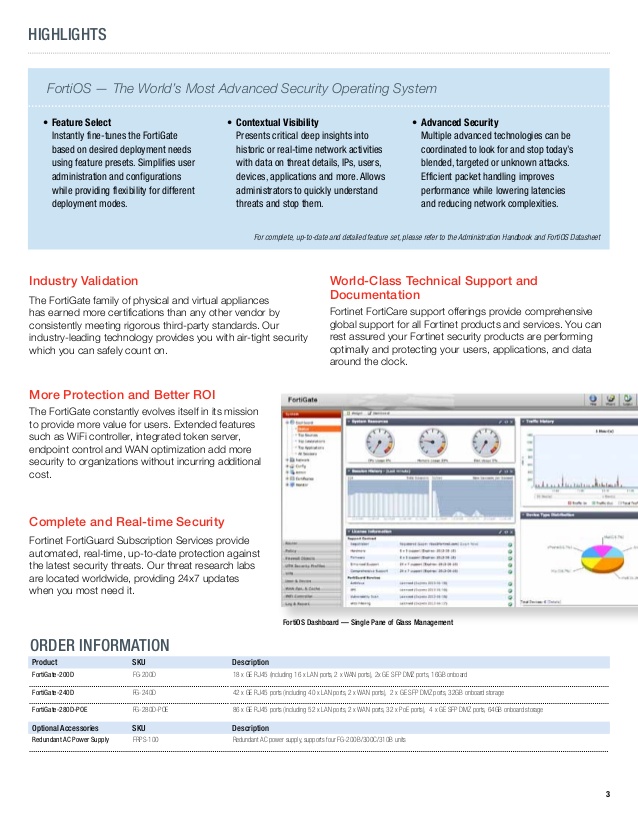 HIGHLIGHTS
FortiOS — The World's Most Advanced Security Operating System
• Feature Select
Instantly fine-tunes the FortiGate
based on desired deployment needs
using feature presets. Simplifies user
administration and configurations
while providing flexibility for different
deployment modes.
• Contextual Visibility
Presents critical deep insights into
historic or real-time network activities
with data on threat details, IPs, users,
devices, applications and more. Allows
administrators to quickly understand
threats and stop them.
• Advanced Security
Multiple advanced technologies can be
coordinated to look for and stop today's
blended, targeted or unknown attacks.
Efficient packet handling improves
performance while lowering latencies
and reducing network complexities.
For complete, up-to-date and detailed feature set, please refer to the Administration Handbook and FortiOS Datasheet
Industry Validation
The FortiGate family of physical and virtual appliances
has earned more certifications than any other vendor by
consistently meeting rigorous third-party standards. Our
industry-leading technology provides you with air-tight security
which you can safely count on.
World-Class Technical Support and
Documentation
Fortinet FortiCare support offerings provide comprehensive
global support for all Fortinet products and services. You can
rest assured your Fortinet security products are performing
optimally and protecting your users, applications, and data
around the clock.
More Protection and Better ROI
The FortiGate constantly evolves itself in its mission
to provide more value for users. Extended features
such as WiFi controller, integrated token server,
endpoint control and WAN optimization add more
security to organizations without incurring additional
cost.
Complete and Real-time Security
Fortinet FortiGuard Subscription Services provide
automated, real-time, up-to-date protection against
the latest security threats. Our threat research labs
are located worldwide, providing 24x7 updates
when you most need it.
FortiGate
System Resources
Traffic History
License Information
Device Type Distribution
FortiOS Dashboard — Single Pane of Glass Management
ORDER INFORMATION
Product SKU Description
FortiGate-200D FG-200D 18 x GE RJ45 (including 16 x LAN ports, 2 x WAN ports), 2x GE SFP DMZ ports, 16GB onboard
FortiGate-240D FG-240D 42 x GE RJ45 (including 40 x LAN ports, 2 x WAN ports), 2 x GE SFP DMZ ports, 32GB onboard storage
FortiGate-280D-POE FG-280D-POE 86 x GE RJ45 (including 52 x LAN ports, 2 x WAN ports, 32 x PoE ports), 4 x GE SFP DMZ ports, 64GB onboard storage
Optional Accessories SKU Description
Redundant AC Power Supply FRPS-100 Redundant AC power supply, supports four FG-200B/300C/310B units
3